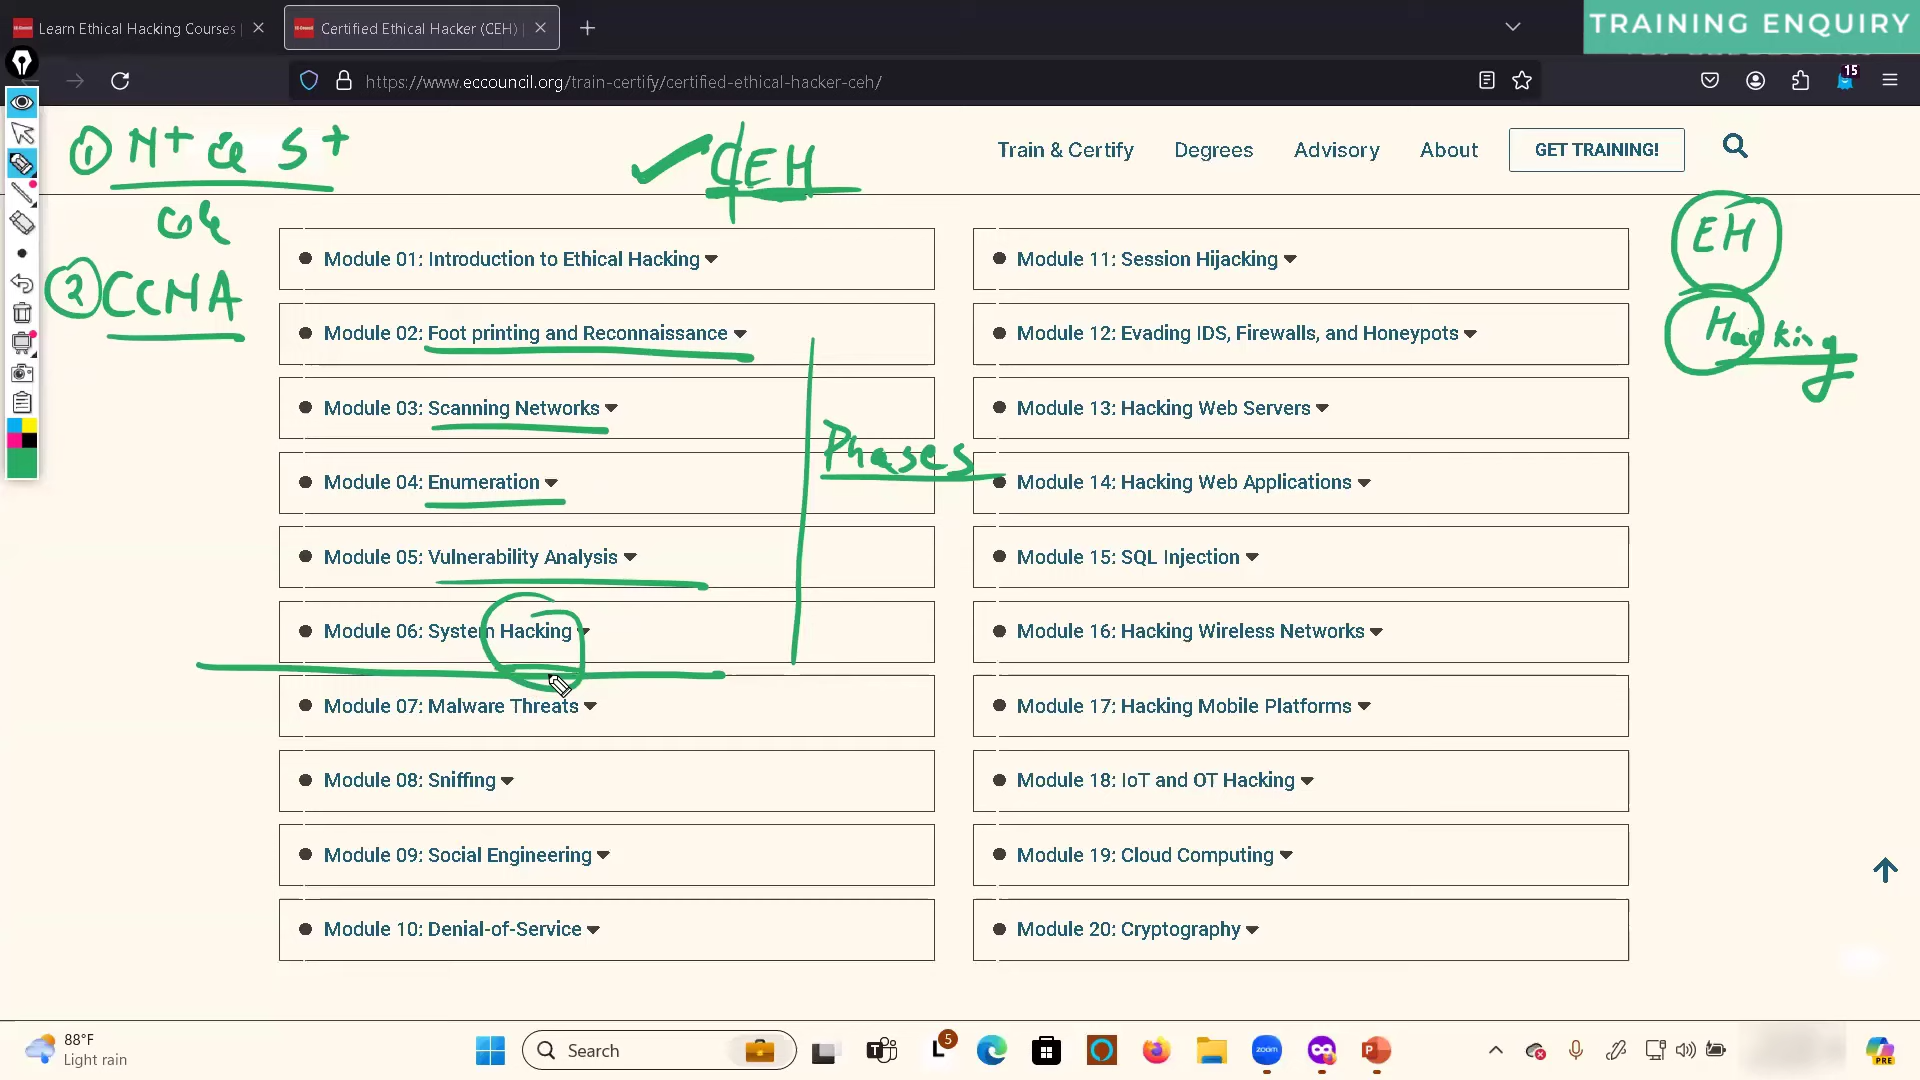 Learn Ethical Hacking Courses |
Certified Ethical Hacker (CEH) |
TRAINING ENQUIRY
https://www.eccouncil.org/train-certify/certified-ethical-hacker-ceh/
15
① N+ & S+
✓ CEH
Train & Certify
Degrees
Advisory
About
GET TRAINING!
② CCNA
EH
Hacking
Phases
Module 01: Introduction to Ethical Hacking
Module 02: Foot printing and Reconnaissance
Module 03: Scanning Networks
Module 04: Enumeration
Module 05: Vulnerability Analysis
Module 06: System Hacking
Module 07: Malware Threats
Module 08: Sniffing
Module 09: Social Engineering
Module 10: Denial-of-Service
Module 11: Session Hijacking
Module 12: Evading IDS, Firewalls, and Honeypots
Module 13: Hacking Web Servers
Module 14: Hacking Web Applications
Module 15: SQL Injection
Module 16: Hacking Wireless Networks
Module 17: Hacking Mobile Platforms
Module 18: IoT and OT Hacking
Module 19: Cloud Computing
Module 20: Cryptography
88°F
Light rain
Search
5
zoom
PRE